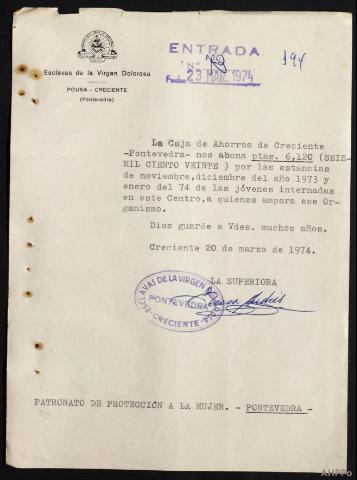 Esclavas de la Virgen Dolorosa
POUSA - CRECIENTE
(Pontevedra)
ENTRADA
N.º 78
Fecha 23 MAR. 1974
194
La Caja de Ahorros de Creciente
-Pontevedra- nos abona ptas. 6,120 (SEIS-
MIL CIENTO VEINTE ) por las estancias
de noviembre,diciembre del año 1973 y
enero del 74 de las jóvenes internadas
en este Centro,a quienes ampara ese Or-
ganismo.
Dios guarde a Vdes. muchos años.
Creciente 20 de marzo de 1974.
LA SUPERIORA
ESCLAVAS DE LA VIRGEN DOLOROSA
PONTEVEDRA
-CRECIENTE-
PATRONATO DE PROTECCIÓN A LA MUJER. - PONTEVEDRA -
AHPPo